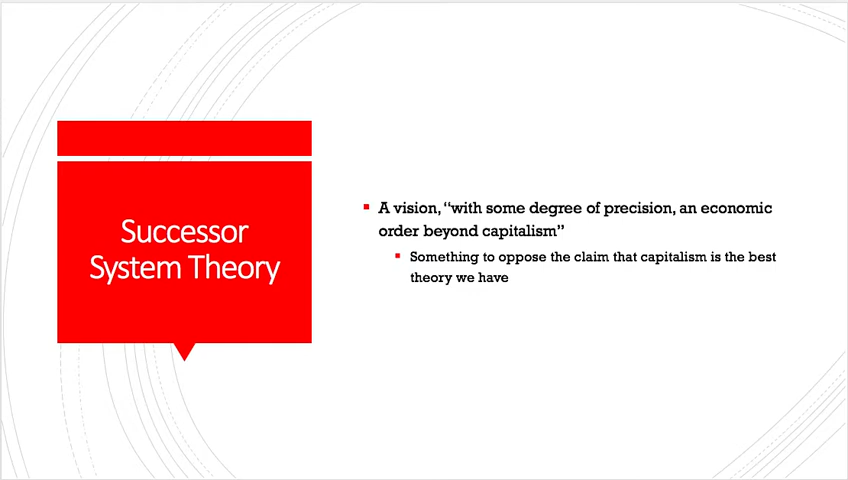 Successor
System Theory
A vision, “with some degree of precision, an economic
order beyond capitalism”
Something to oppose the claim that capitalism is the best
theory we have